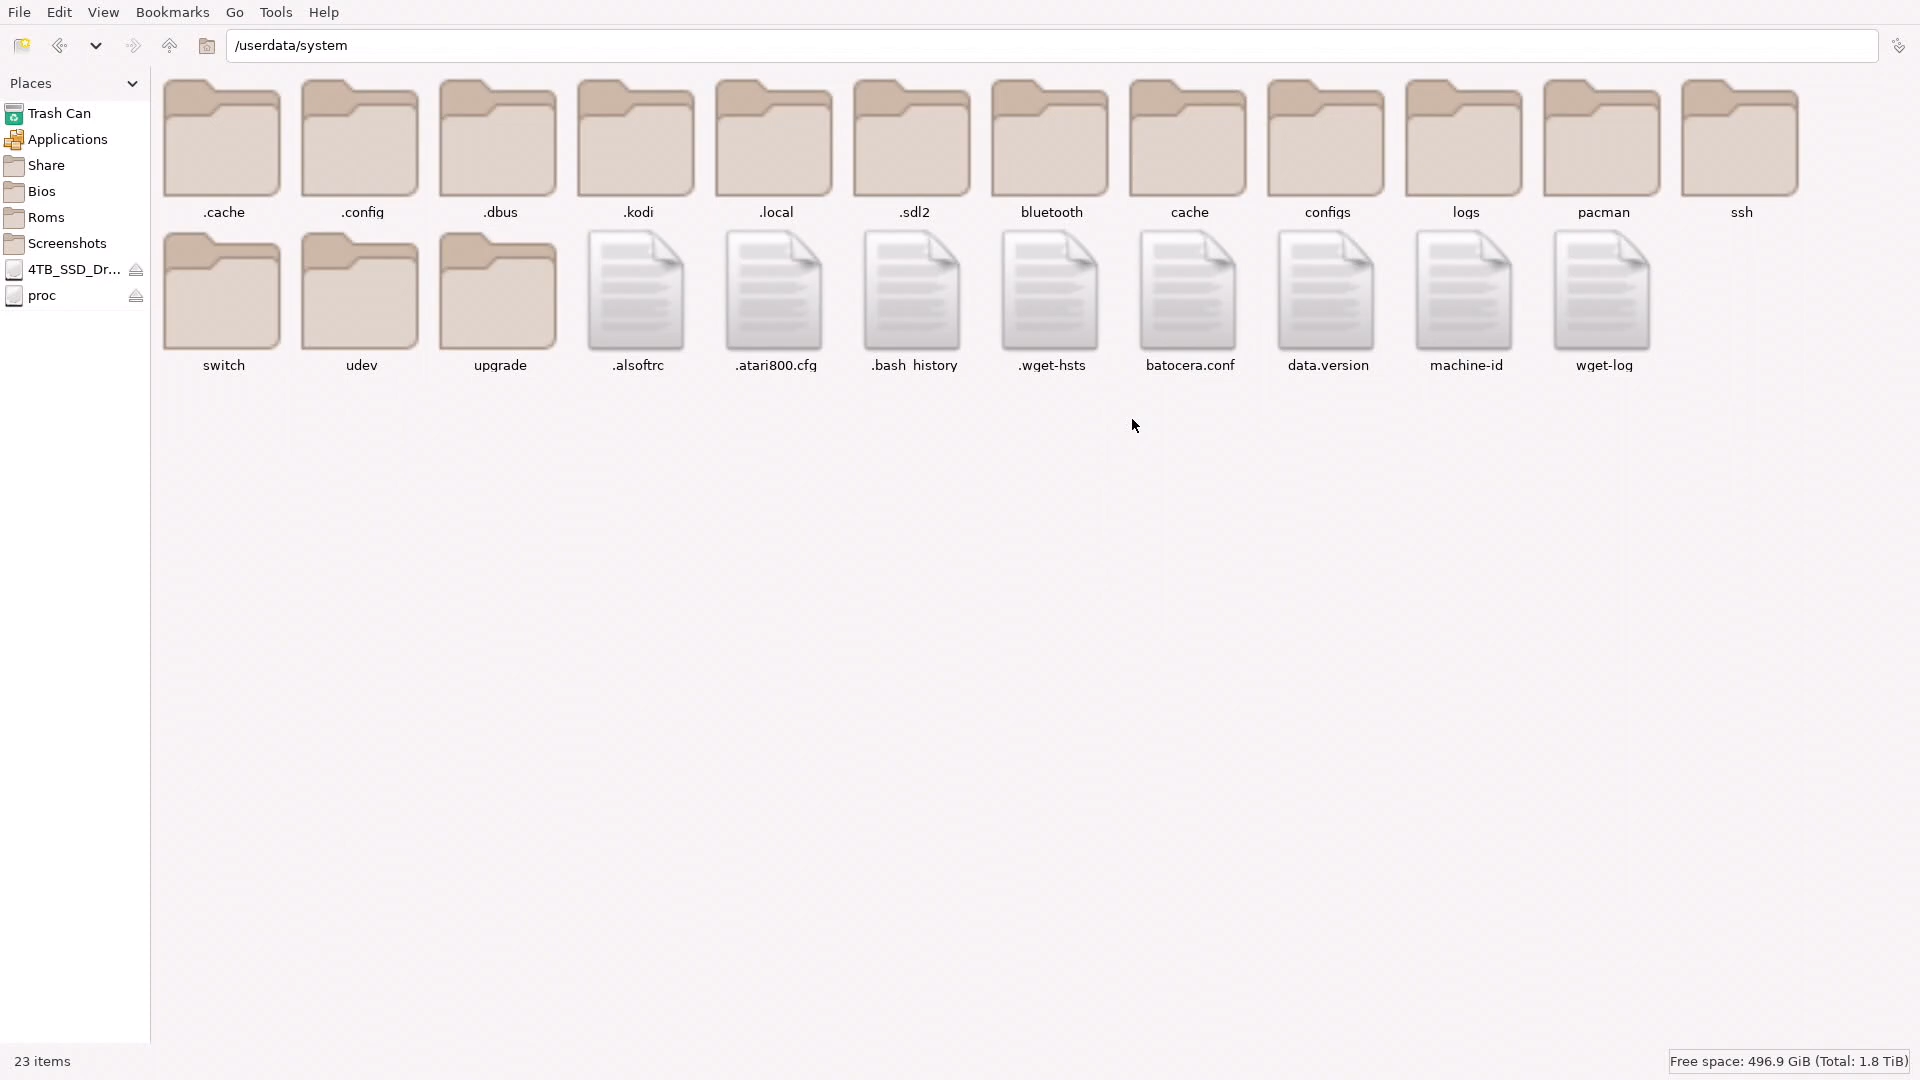 File Edit View Bookmarks Go Tools Help
/userdata/system
Places
Trash Can
Applications
Share
Bios
Roms
Screenshots
4TB_SSD_Dr...
proc
.cache .config .dbus .kodi .local .sdl2 bluetooth cache configs logs pacman ssh
switch udev upgrade .alsoftrc .atari800.cfg .bash_history .wget-hsts batocera.conf data.version machine-id wget-log
23 items
Free space: 496.9 GiB (Total: 1.8 TiB)